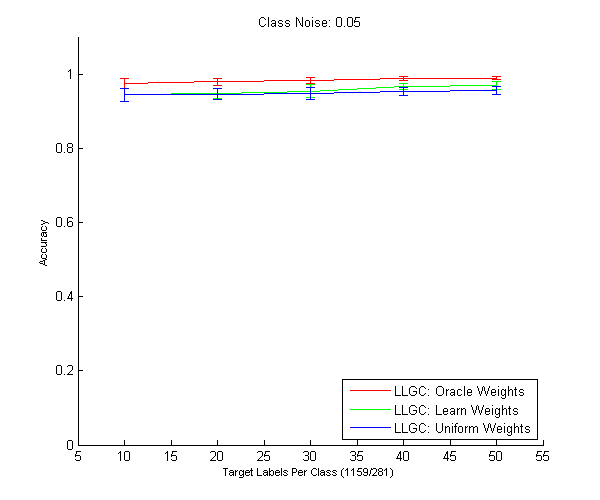 Class Noise: 0.05
1
0.8
0.6
0.4
0.2
0
Accuracy
LLGC: Oracle Weights
LLGC: Learn Weights
LLGC: Uniform Weights
5 10 15 20 25 30 35 40 45 50 55
Target Labels Per Class (1159/281)